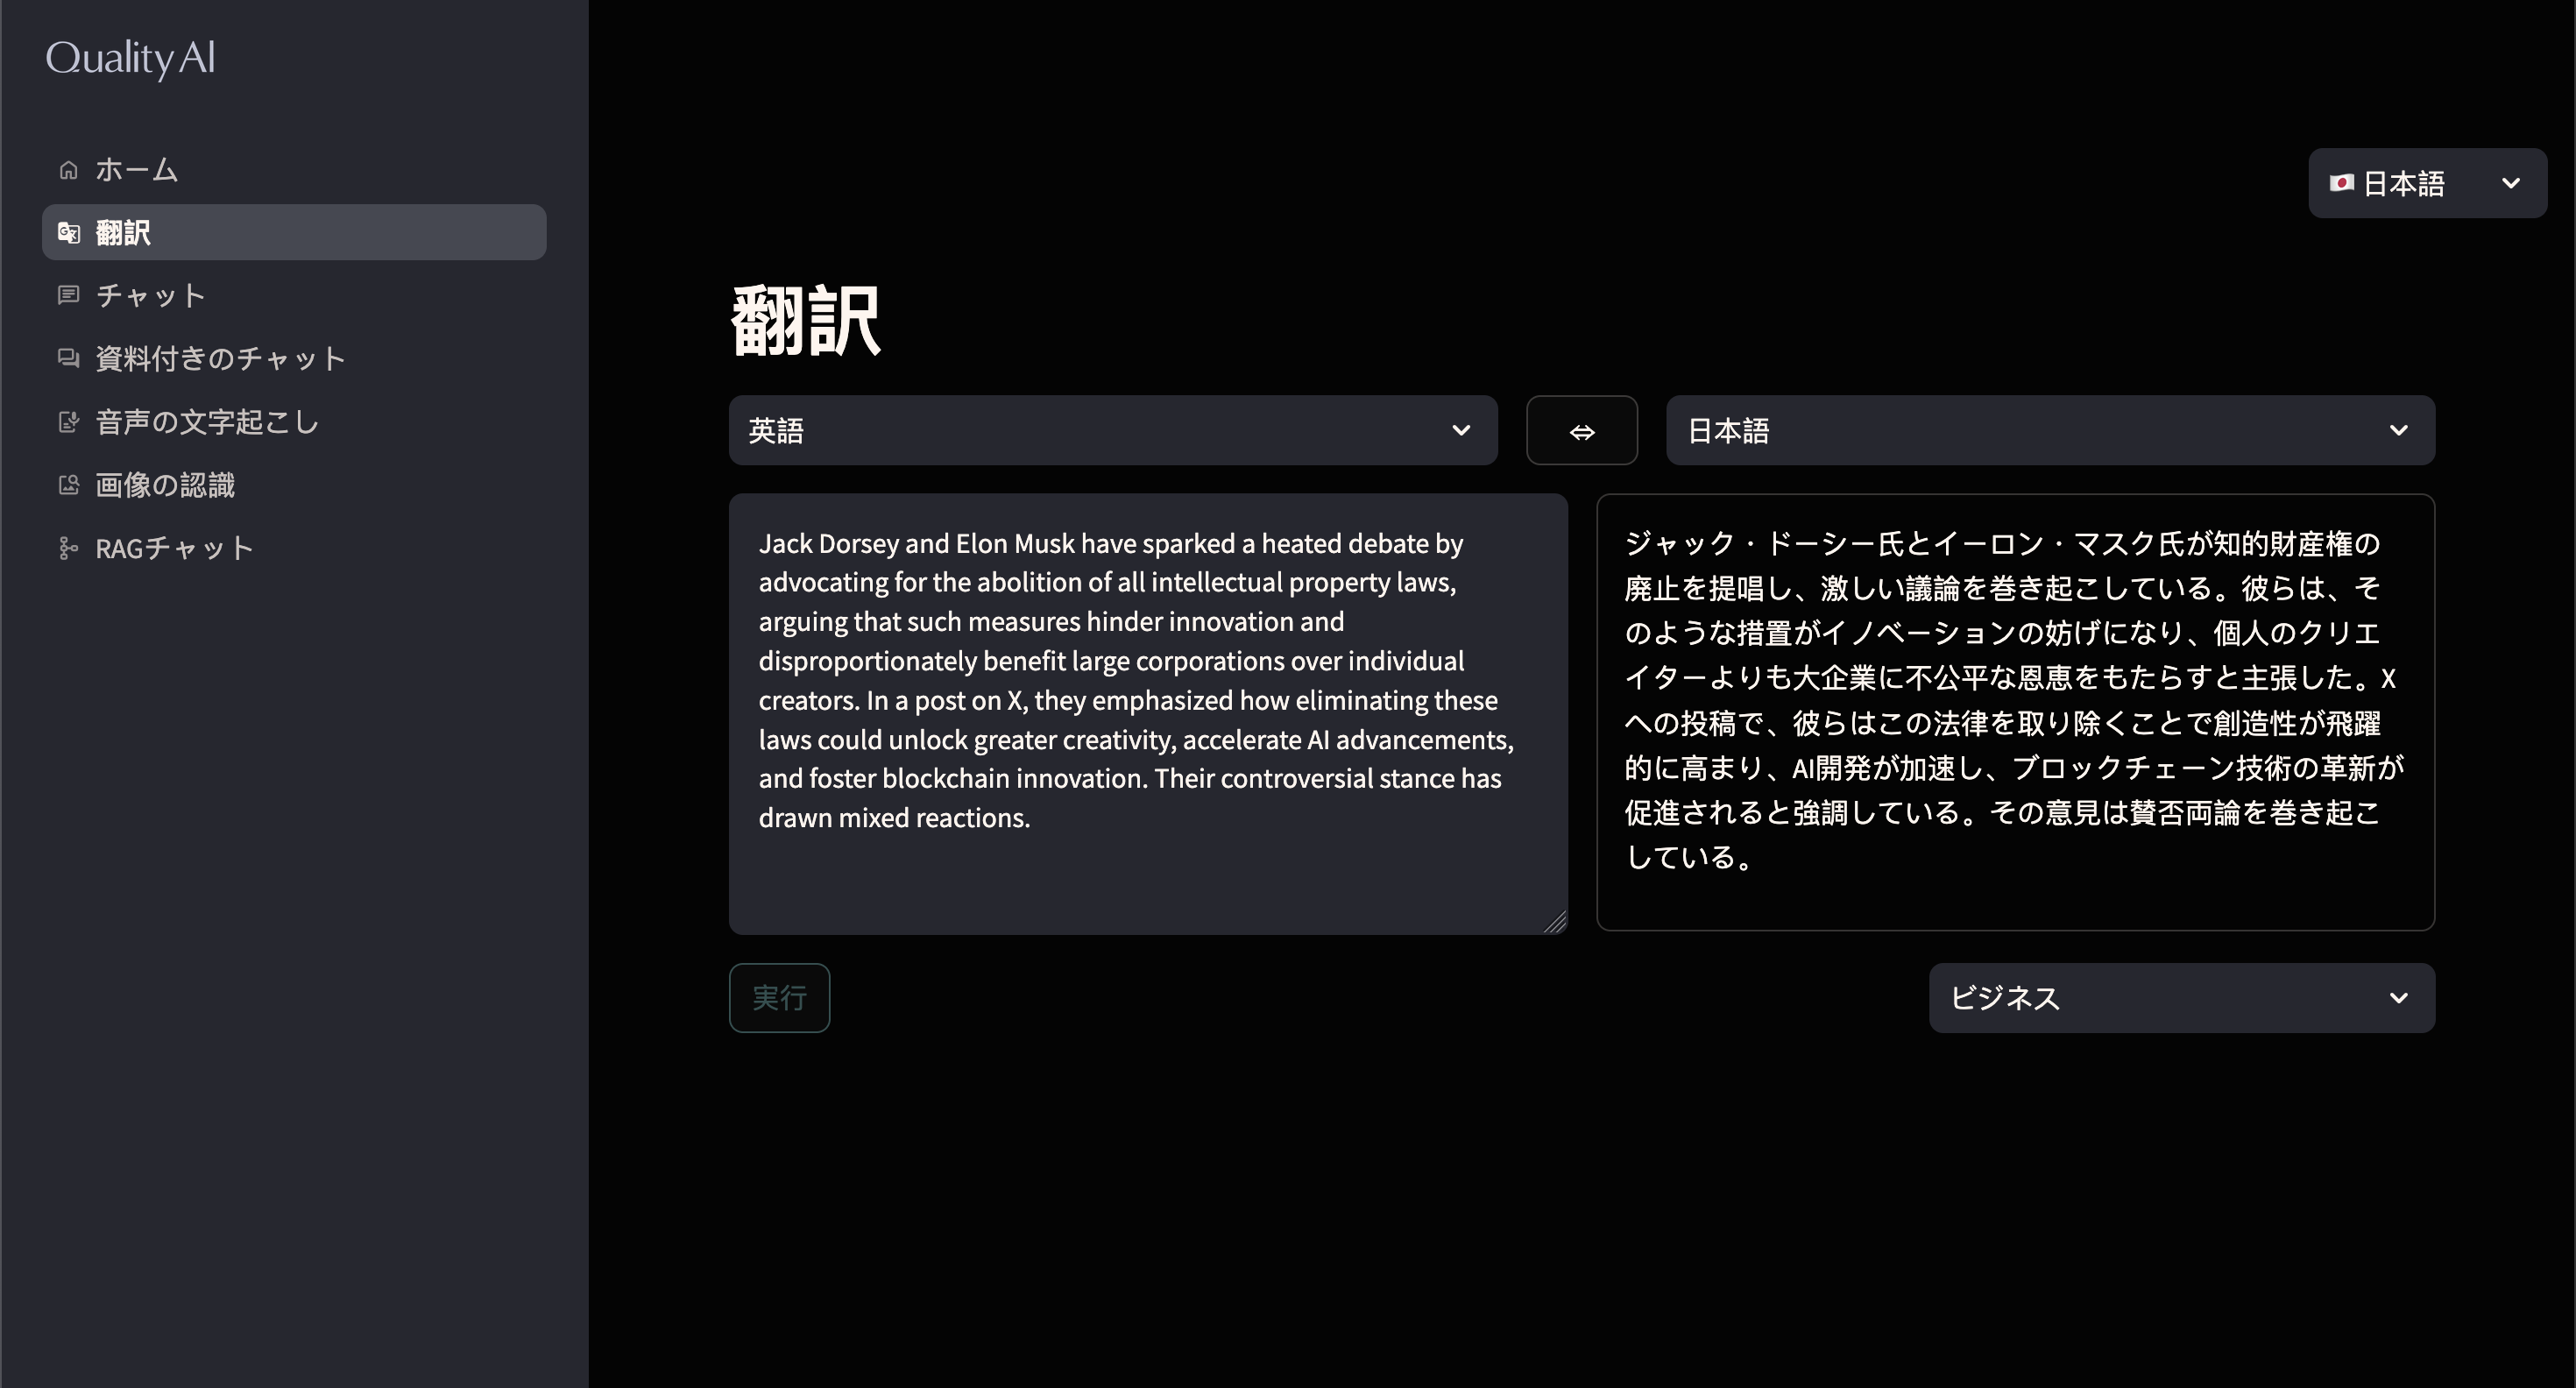 Quality AI
ホーム
翻訳
チャット
資料付きのチャット
音声の文字起こし
画像の認識
RAGチャット
日本語
翻訳
英語
⇔
日本語
Jack Dorsey and Elon Musk have sparked a heated debate by
advocating for the abolition of all intellectual property laws,
arguing that such measures hinder innovation and
disproportionately benefit large corporations over individual
creators. In a post on X, they emphasized how eliminating these
laws could unlock greater creativity, accelerate AI advancements,
and foster blockchain innovation. Their controversial stance has
drawn mixed reactions.
ジャック・ドーシー氏とイーロン・マスク氏が知的財産権の
廃止を提唱し、激しい議論を巻き起こしている。彼らは、そ
のような措置がイノベーションの妨げになり、個人のクリエ
イターよりも大企業に不公平な恩恵をもたらすと主張した。X
への投稿で、彼らはこの法律を取り除くことで創造性が飛躍
的に高まり、AI開発が加速し、ブロックチェーン技術の革新が
促進されると強調している。その意見は賛否両論を巻き起こ
している。
実行
ビジネス